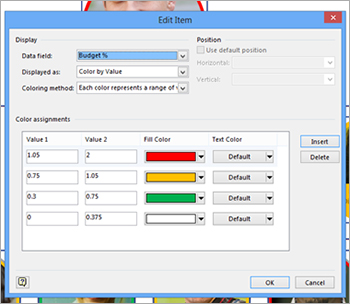 Edit Item
Display
Data field: Budget %
Displayed as: Color by Value
Coloring method: Each color represents a range of v
Position
Use default position
Horizontal:
Vertical:
Color assignments
Value 1 Value 2 Fill Color Text Color
1.05 2 Default
0.75 1.05 Default
0.3 0.75 Default
0 0.375 Default
Insert
Delete
OK Cancel